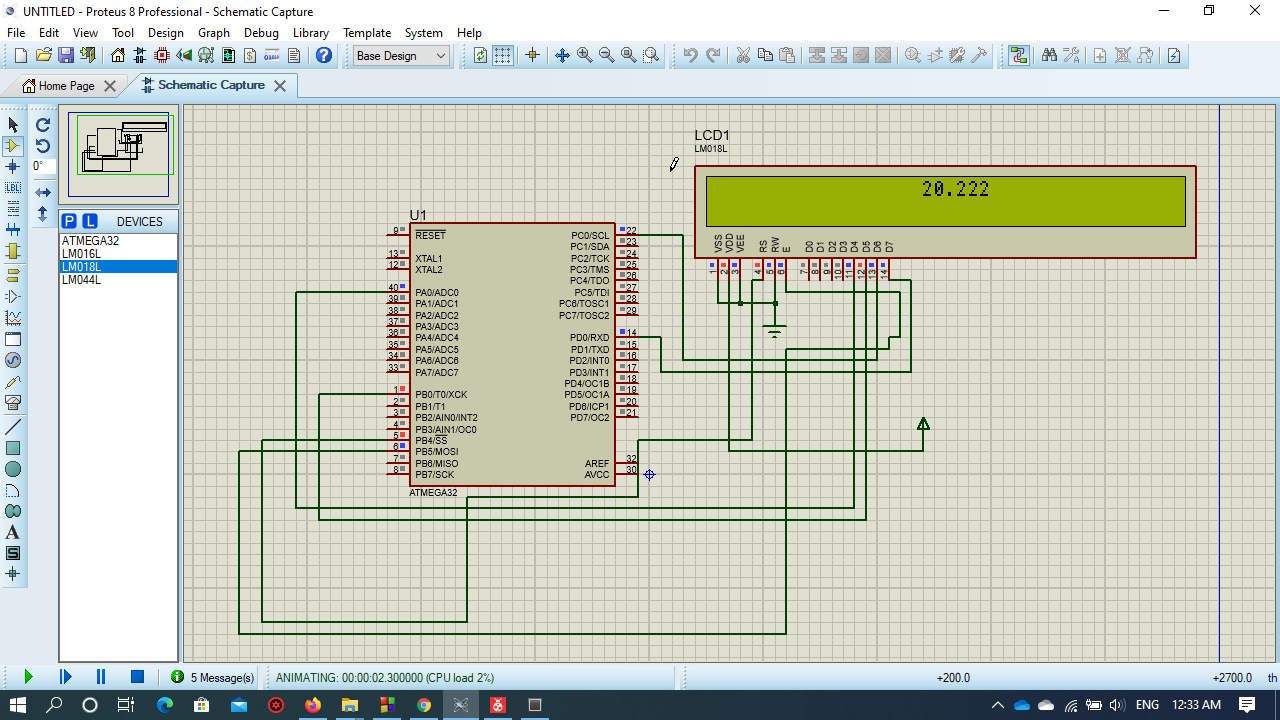 UNTITLED - Proteus 8 Professional - Schematic Capture
File Edit View Tool Design Graph Debug Library Template System Help
Base Design
Home Page
Schematic Capture
0°
LBL
P L DEVICES
ATMEGA32
LM016L
LM018L
LM044L
A
S
LCD1
LM018L
20.222
VSS VDD VEE RS RW E D0 D1 D2 D3 D4 D5 D6 D7
1 2 3 4 5 6 7 8 9 10 11 12 13 14
U1
9 RESET PC0/SCL 22
PC1/SDA 23
13 XTAL1 PC2/TCK 24
12 XTAL2 PC3/TMS 25
PC4/TDO 26
40 PA0/ADC0 PC5/TDI 27
39 PA1/ADC1 PC6/TOSC1 28
38 PA2/ADC2 PC7/TOSC2 29
37 PA3/ADC3
36 PA4/ADC4 PD0/RXD 14
35 PA5/ADC5 PD1/TXD 15
34 PA6/ADC6 PD2/INT0 16
33 PA7/ADC7 PD3/INT1 17
PD4/OC1B 18
1 PB0/T0/XCK PD5/OC1A 19
2 PB1/T1 PD6/ICP1 20
3 PB2/AIN0/INT2 PD7/OC2 21
4 PB3/AIN1/OC0
5 PB4/SS
6 PB5/MOSI
7 PB6/MISO AREF 32
8 PB7/SCK AVCC 30
ATMEGA32
5 Message(s)
ANIMATING: 00:00:02.300000 (CPU load 2%)
+200.0
+2700.0 th
ENG 12:33 AM